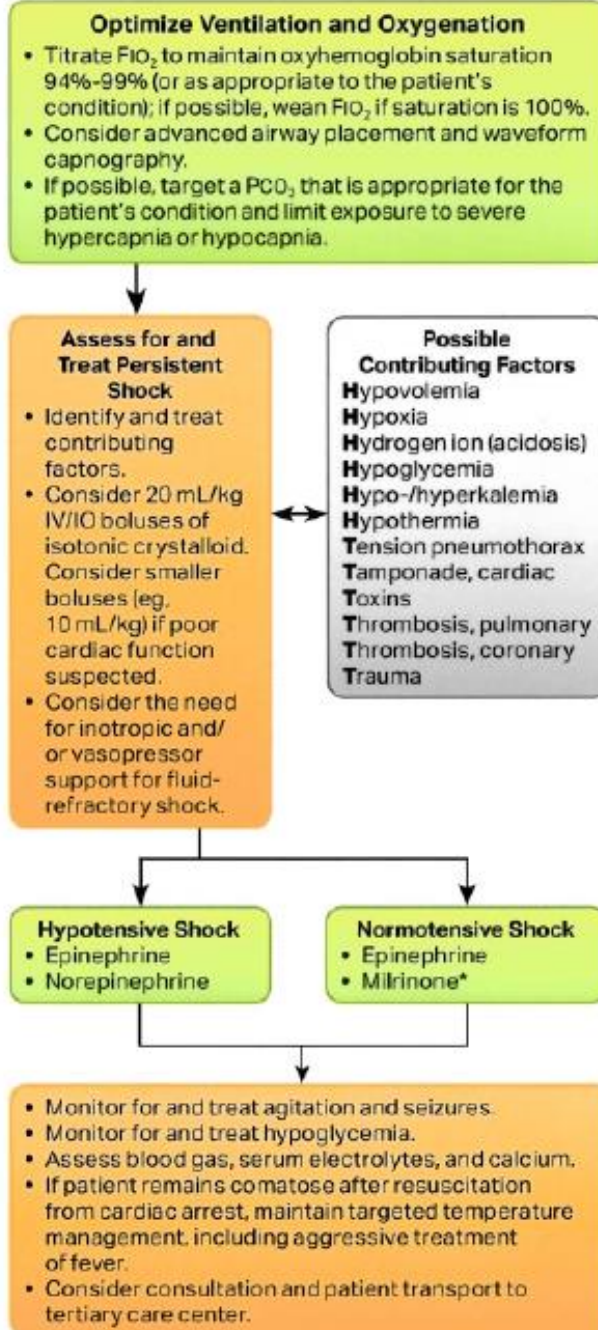 Optimize Ventilation and Oxygenation
• Titrate FIO₂ to maintain oxyhemoglobin saturation
94%-99% (or as appropriate to the patient's
condition); if possible, wean FIO₂ if saturation is 100%.
• Consider advanced airway placement and waveform
capnography.
• If possible, target a PCO₂ that is appropriate for the
patient's condition and limit exposure to severe
hypercapnia or hypocapnia.
Assess for and
Treat Persistent
Shock
• Identify and treat
contributing
factors.
• Consider 20 mL/kg
IV/IO boluses of
isotonic crystalloid.
Consider smaller
boluses (eg,
10 mL/kg) if poor
cardiac function
suspected.
• Consider the need
for inotropic and/
or vasopressor
support for fluid-
refractory shock.
Possible
Contributing Factors
Hypovolemia
Hypoxia
Hydrogen ion (acidosis)
Hypoglycemia
Hypo-/hyperkalemia
Hypothermia
Tension pneumothorax
Tamponade, cardiac
Toxins
Thrombosis, pulmonary
Thrombosis, coronary
Trauma
Hypotensive Shock
• Epinephrine
• Norepinephrine
Normotensive Shock
• Epinephrine
• Milrinone*
• Monitor for and treat agitation and seizures.
• Monitor for and treat hypoglycemia.
• Assess blood gas, serum electrolytes, and calcium.
• If patient remains comatose after resuscitation
from cardiac arrest, maintain targeted temperature
management, including aggressive treatment
of fever.
• Consider consultation and patient transport to
tertiary care center.